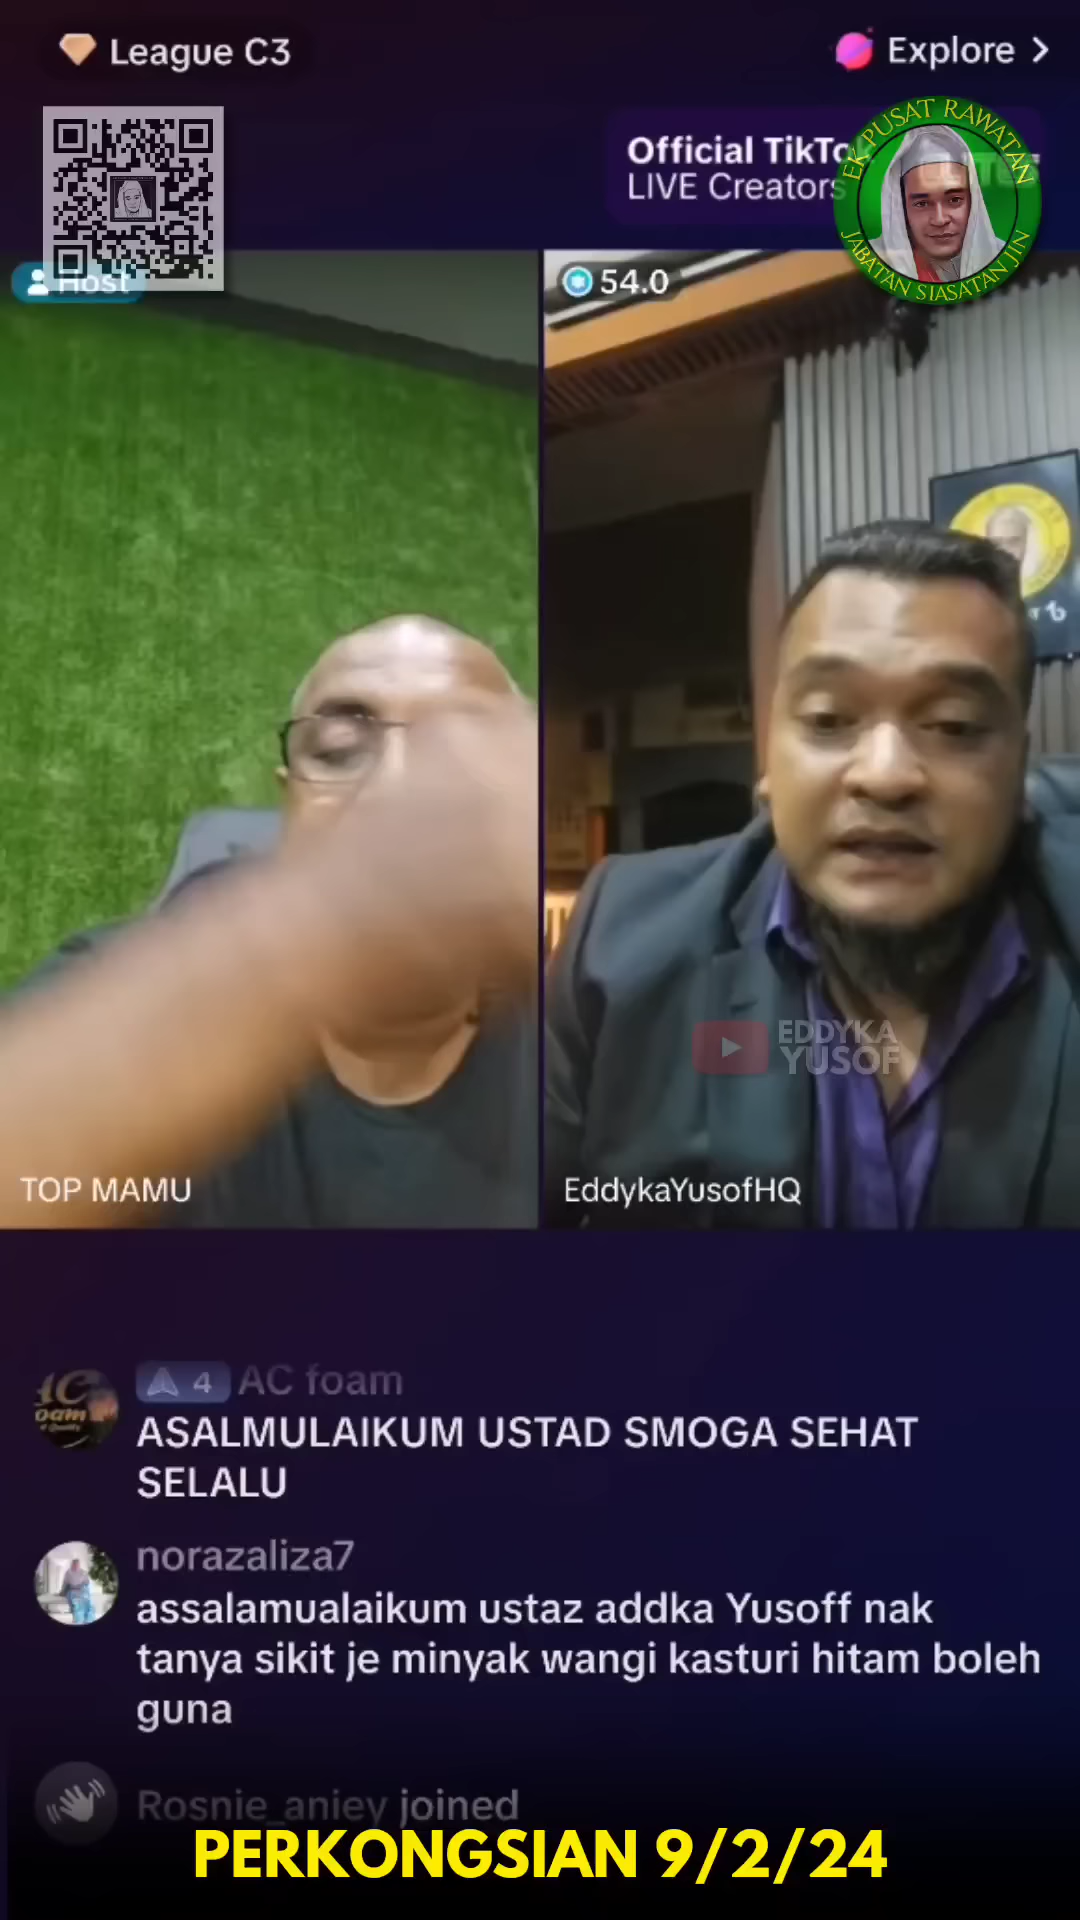 League C3
Explore
Official TikTo
LIVE Creators
EK PUSAT RAWATAN
JABATAN SIASATAN JIN
Host
54.0
EDDYKA
YUSOF
TOP MAMU
EddykaYusofHQ
4 AC foam
ASALMULAIKUM USTAD SMOGA SEHAT
SELALU
norazaliza7
assalamualaikum ustaz addka Yusoff nak
tanya sikit je minyak wangi kasturi hitam boleh
guna
Rosnie_aniey joined
PERKONGSIAN 9/2/24